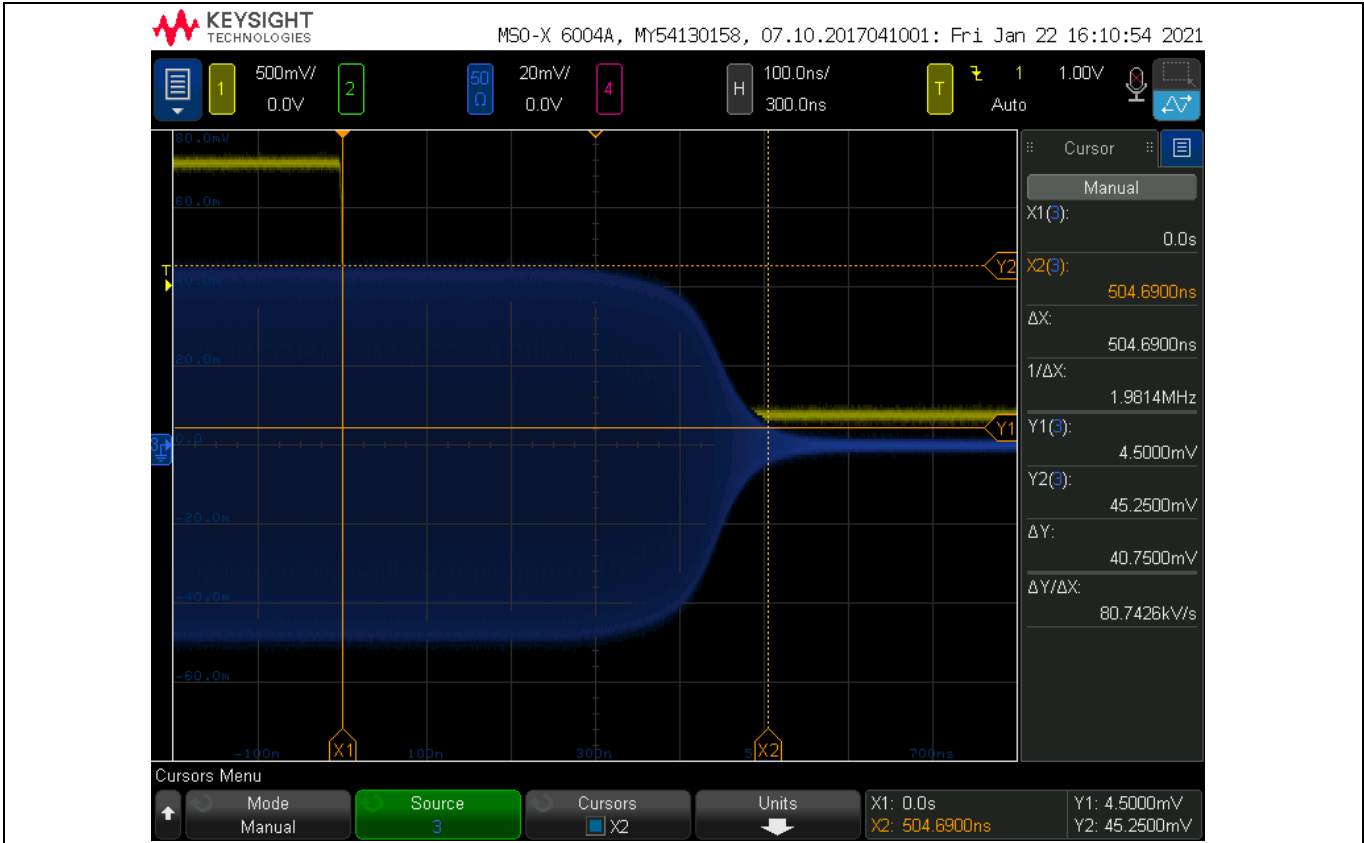 KEYSIGHT
TECHNOLOGIES
MSO-X 6004A, MY54130158, 07.10.2017041001: Fri Jan 22 16:10:54 2021
1 500mV/ 2 50 20mV/ 4 H 100.0ns/ T 1 1.00V
0.0V Ω 0.0V 300.0ns Auto
80.0mV
60.0m
20.0m
0.0
-20.0m
-40.0m
-60.0m
T
3
Y2
Y1
-100n X1 100n 300n 5 X2 700ns
Cursor
Manual
X1(3):
0.0s
X2(3):
504.6900ns
ΔX:
504.6900ns
1/ΔX:
1.9814MHz
Y1(3):
4.5000mV
Y2(3):
45.2500mV
ΔY:
40.7500mV
ΔY/ΔX:
80.7426kV/s
Cursors Menu
Mode Source Cursors Units X1: 0.0s Y1: 4.5000mV
Manual 3 X2 X2: 504.6900ns Y2: 45.2500mV